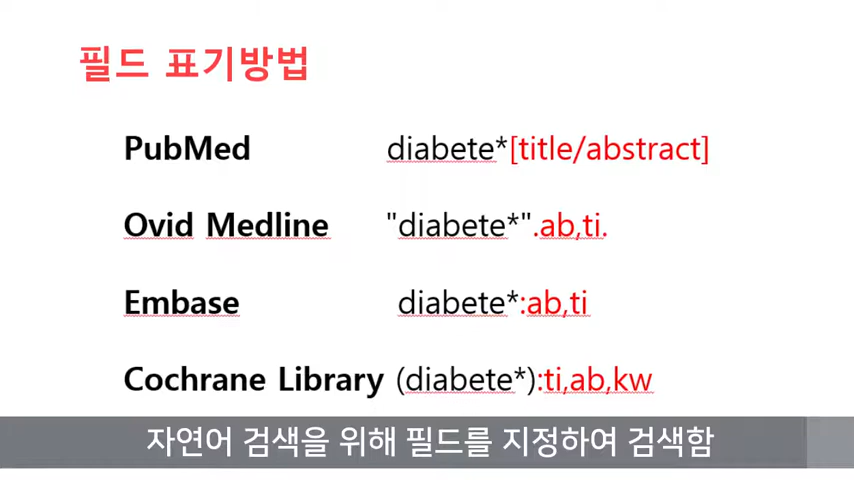 필드 표기방법
PubMed diabete*[title/abstract]
Ovid Medline "diabete*".ab,ti.
Embase diabete*:ab,ti
Cochrane Library (diabete*):ti,ab,kw
자연어 검색을 위해 필드를 지정하여 검색함